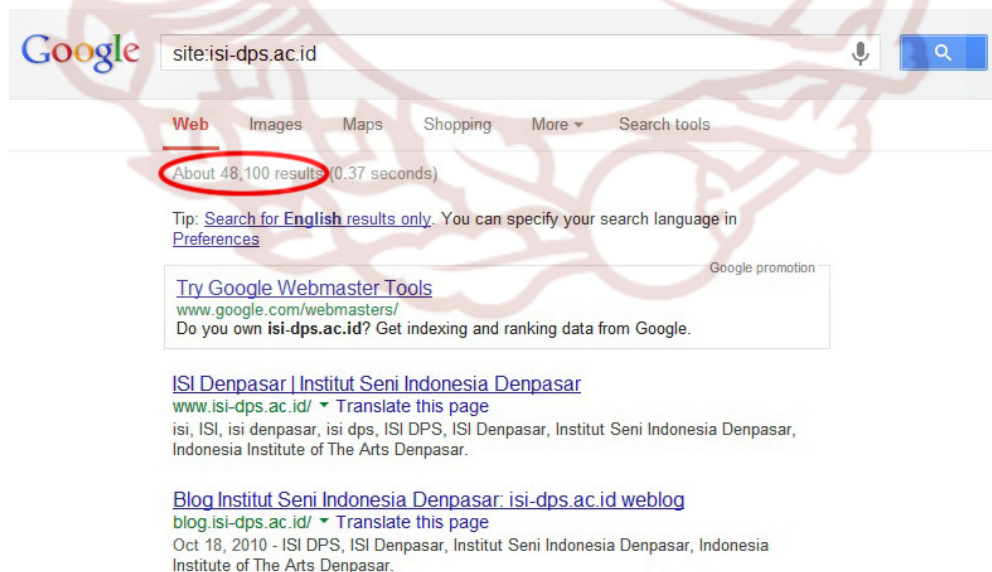 Google site:isi-dps.ac.id
Web Images Maps Shopping More Search tools
About 48,100 results (0.37 seconds)
Tip: Search for English results only. You can specify your search language in
Preferences
Google promotion
Try Google Webmaster Tools
www.google.com/webmasters/
Do you own isi-dps.ac.id? Get indexing and ranking data from Google.
ISI Denpasar | Institut Seni Indonesia Denpasar
www.isi-dps.ac.id/ Translate this page
isi, ISI, isi denpasar, isi dps, ISI DPS, ISI Denpasar, Institut Seni Indonesia Denpasar,
Indonesia Institute of The Arts Denpasar.
Blog Institut Seni Indonesia Denpasar: isi-dps.ac.id weblog
blog.isi-dps.ac.id/ Translate this page
Oct 18, 2010 - ISI DPS, ISI Denpasar, Institut Seni Indonesia Denpasar, Indonesia
Institute of The Arts Denpasar.